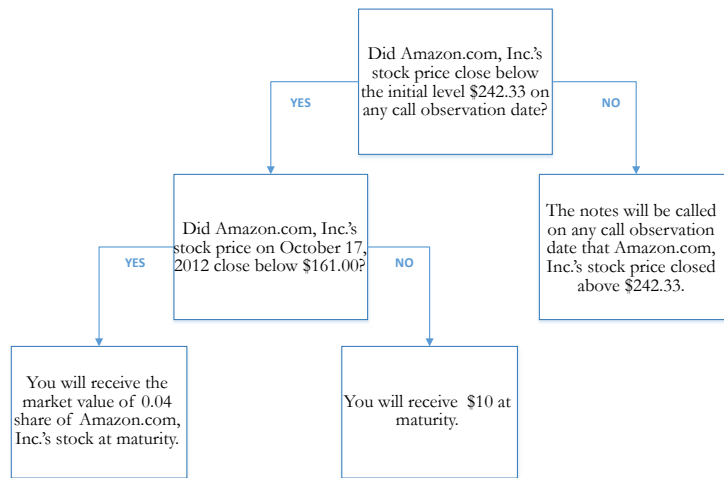 Did Amazon.com, Inc.'s
stock price close below
the initial level $242.33 on
any call observation date?
YES
NO
Did Amazon.com, Inc.'s
stock price on October 17,
2012 close below $161.00?
The notes will be called
on any call observation
date that Amazon.com,
Inc.'s stock price closed
above $242.33.
YES
NO
You will receive the
market value of 0.04
share of Amazon.com,
Inc.'s stock at maturity.
You will receive $10 at
maturity.